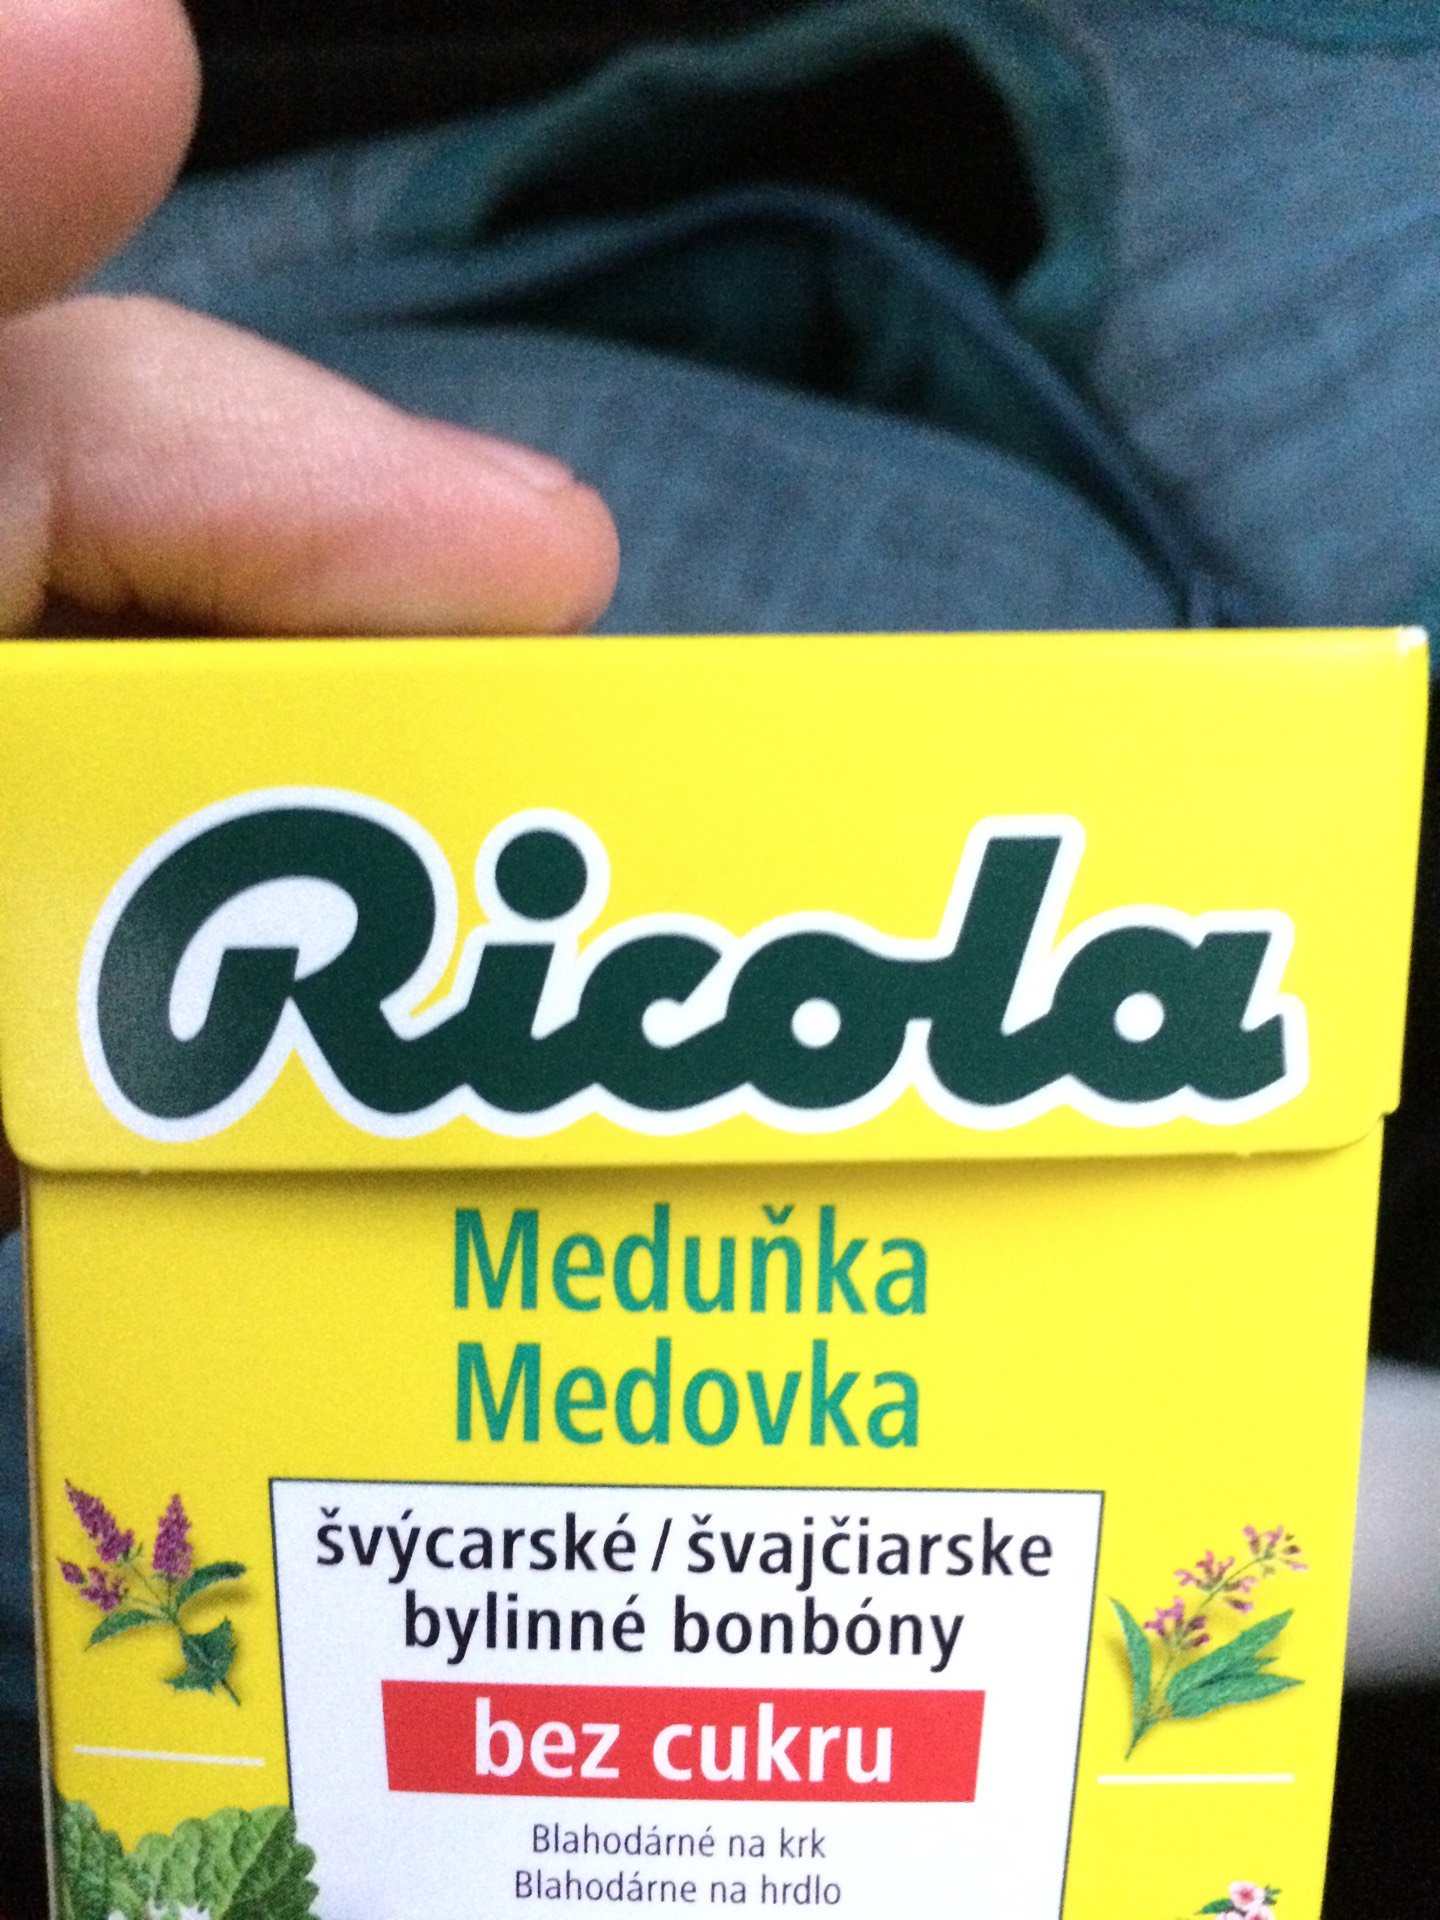 Ricola
Meduňka
Medovka
švýcarské / švajčiarske
bylinné bonbóny
bez cukru
Blahodárné na krk
Blahodárne na hrdlo